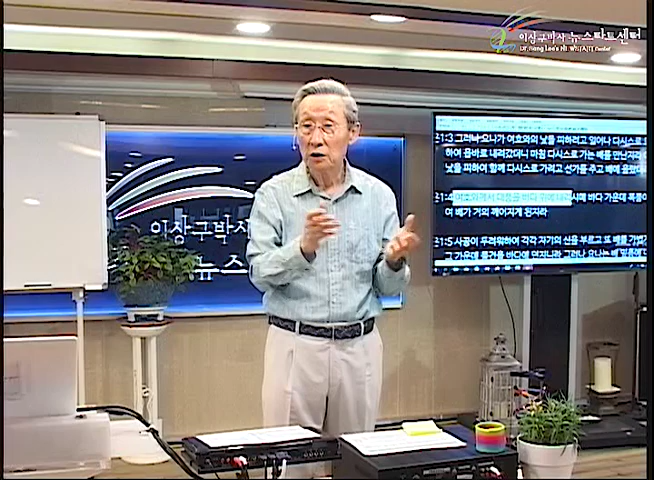 이상구박사 뉴스타트센터
Dr. Sang Lee's NEWSTART Center
이상구박사
뉴스
욘1:3 그러나 요나가 여호와의 낯을 피하려고 일어나 다시스로
하여 욥바로 내려갔더니 마침 다시스로 가는 배를 만난지라
낯을 피하여 함께 다시스로 가려고 선가를 주고 배에 올랐
욘1:4 여호와께서 대풍을 바다 위에 내리시매 바다 가운데 폭풍이
여 배가 거의 깨어지게 된지라
욘1:5 사공이 두려워하여 각각 자기의 신을 부르고 또 배를 가볍게
그 가운데 물건을 바다에 던지니라 그러나 요나는 배 밑층에